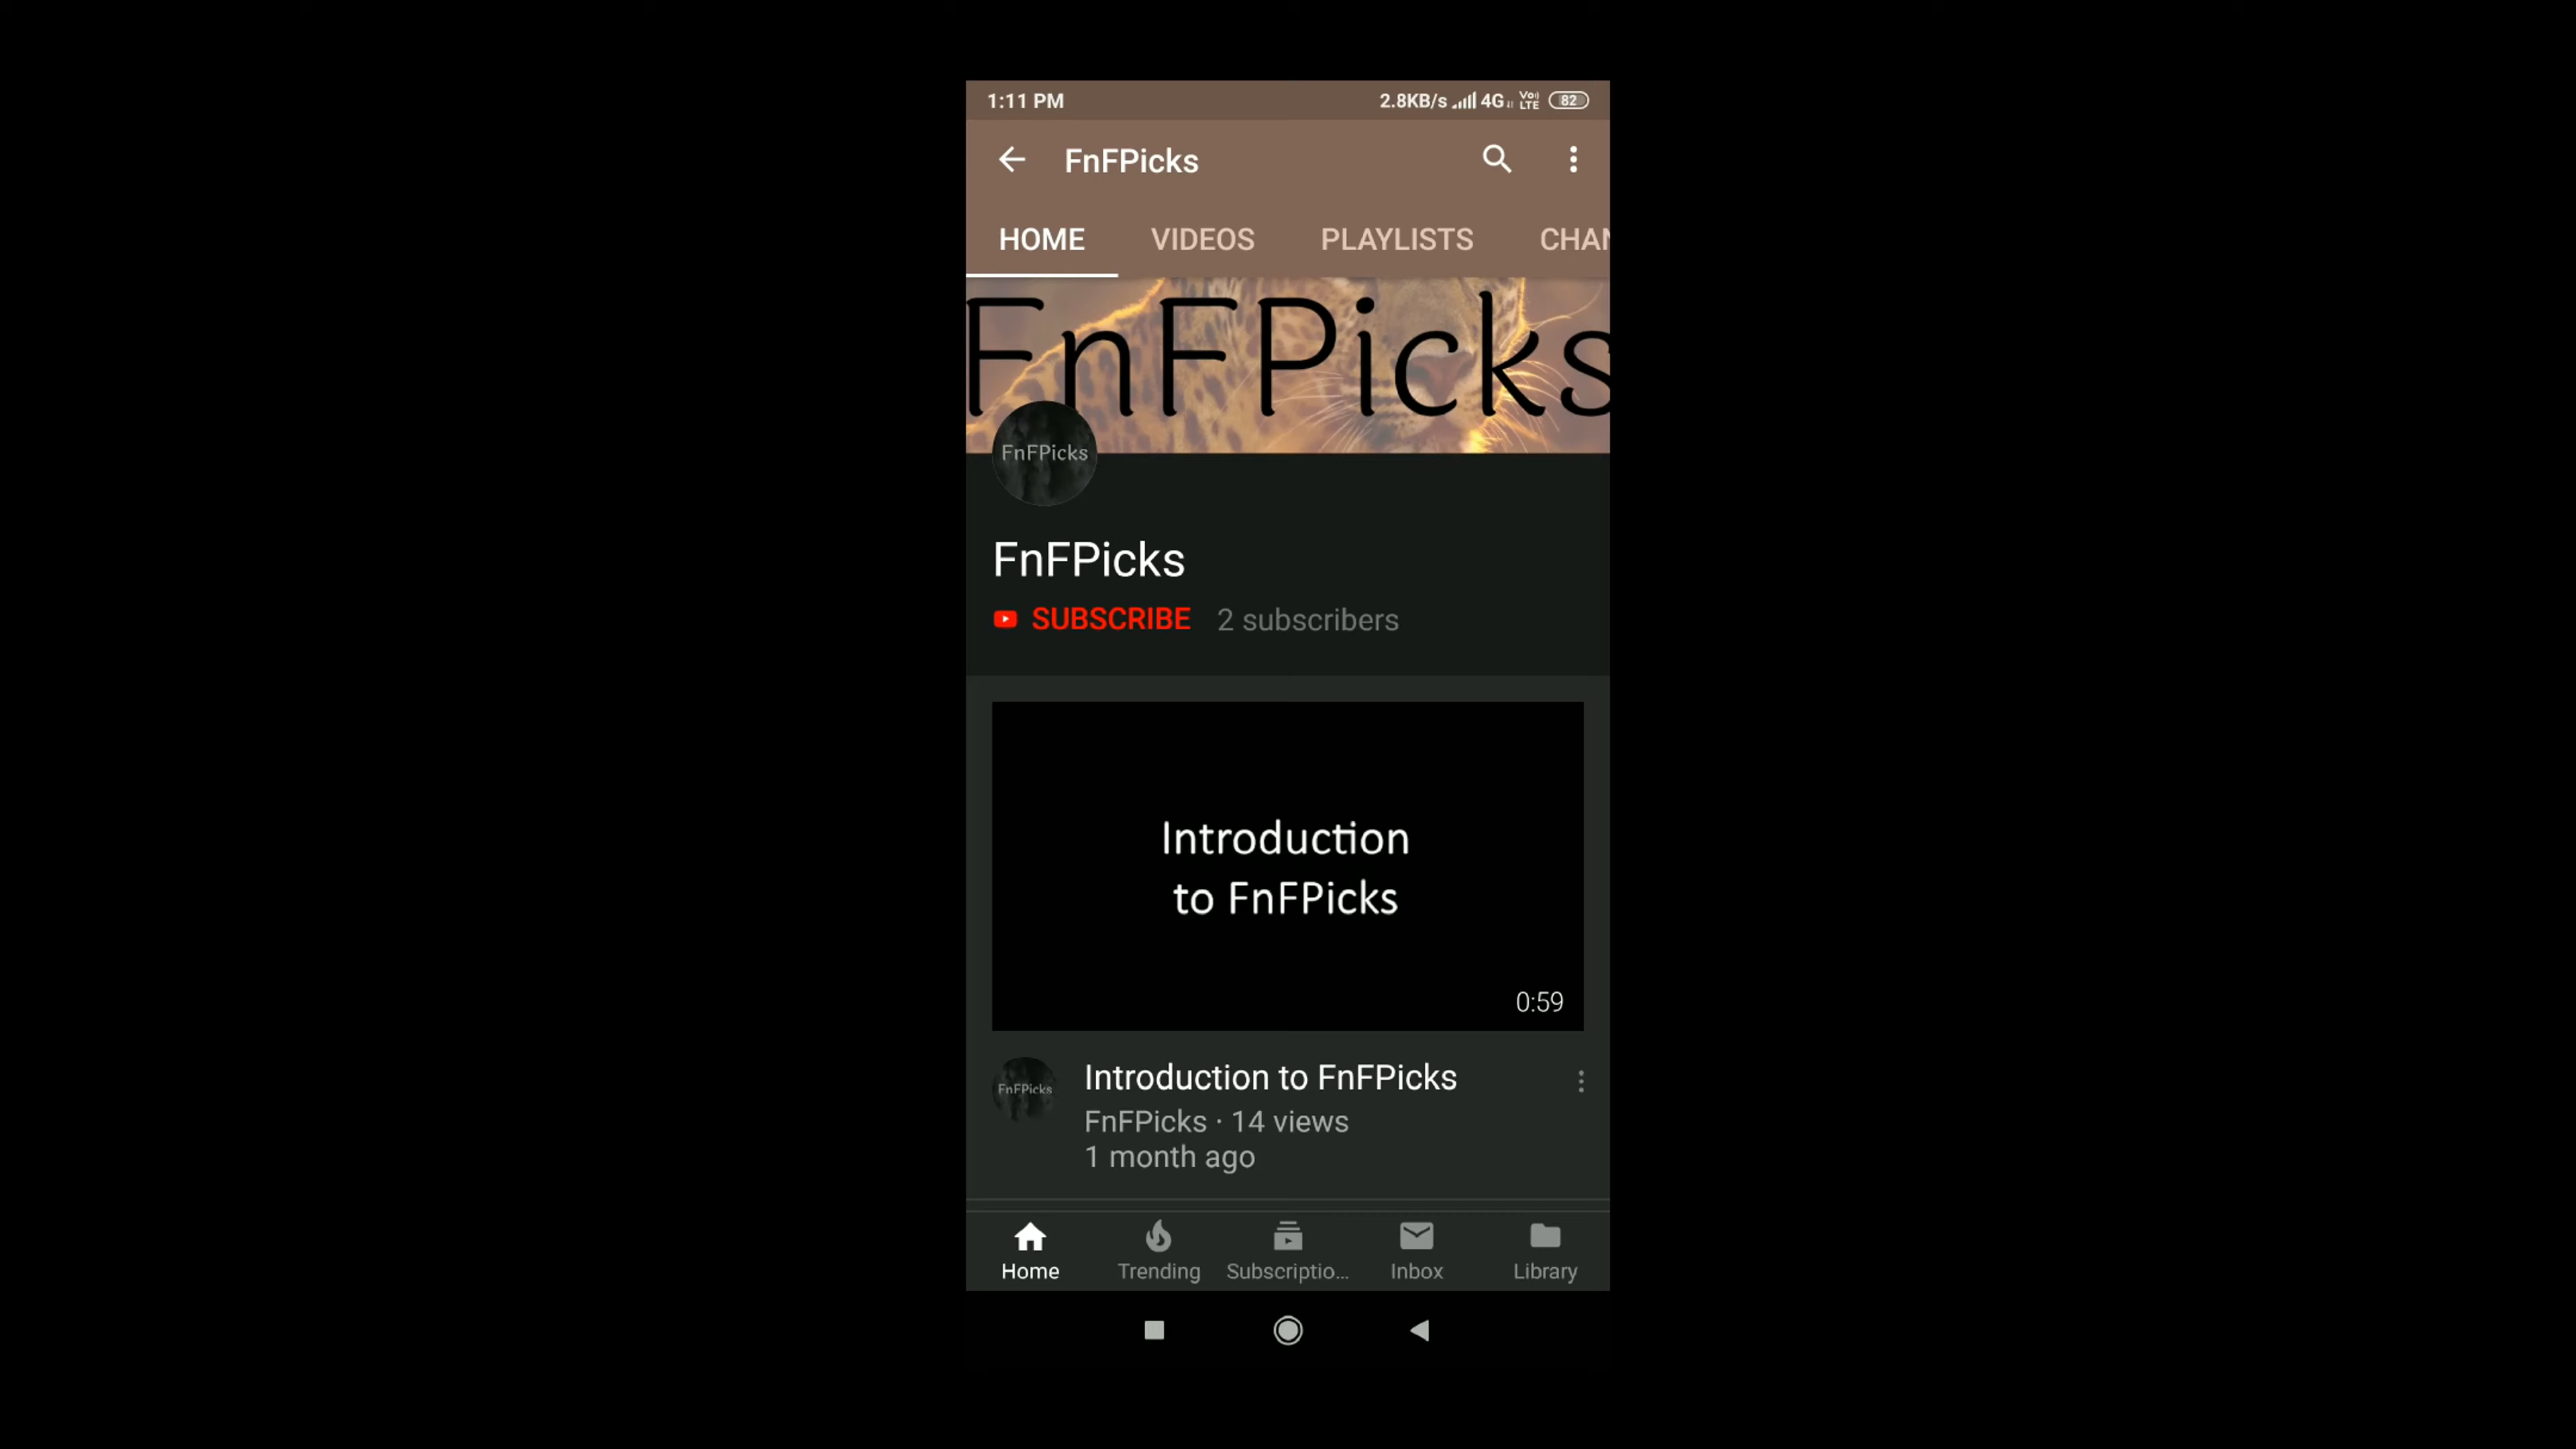 1:11 PM 2.8KB/s 4G Vo LTE 82
FnFPicks
HOME VIDEOS PLAYLISTS CHAN
FnFPicks
FnFPicks
FnFPicks
SUBSCRIBE 2 subscribers
Introduction
to FnFPicks
0:59
Introduction to FnFPicks
FnFPicks
FnFPicks · 14 views
1 month ago
Home Trending Subscriptio... Inbox Library